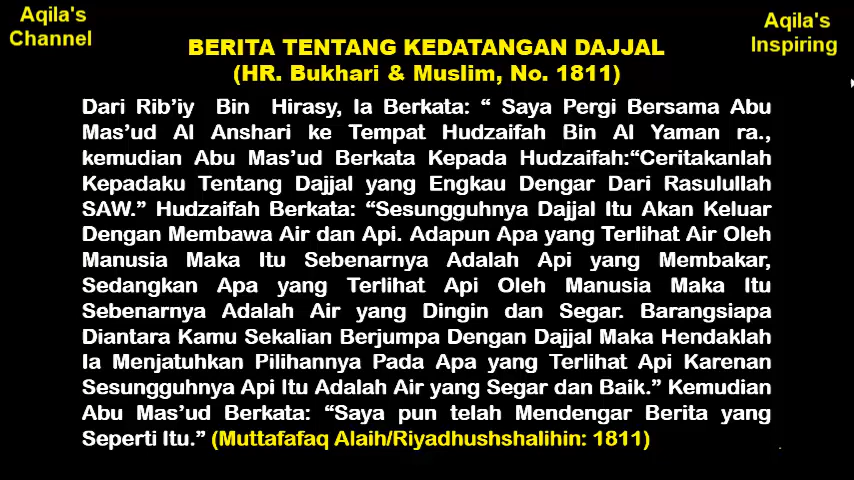 Aqila's
Channel
Aqila's
Inspiring
BERITA TENTANG KEDATANGAN DAJJAL
(HR. Bukhari & Muslim, No. 1811)
Dari Rib’iy Bin Hirasy, Ia Berkata: “ Saya Pergi Bersama Abu
Mas’ud Al Anshari ke Tempat Hudzaifah Bin Al Yaman ra.,
kemudian Abu Mas’ud Berkata Kepada Hudzaifah:“Ceritakanlah
Kepadaku Tentang Dajjal yang Engkau Dengar Dari Rasulullah
SAW.” Hudzaifah Berkata: “Sesungguhnya Dajjal Itu Akan Keluar
Dengan Membawa Air dan Api. Adapun Apa yang Terlihat Air Oleh
Manusia Maka Itu Sebenarnya Adalah Api yang Membakar,
Sedangkan Apa yang Terlihat Api Oleh Manusia Maka Itu
Sebenarnya Adalah Air yang Dingin dan Segar. Barangsiapa
Diantara Kamu Sekalian Berjumpa Dengan Dajjal Maka Hendaklah
Ia Menjatuhkan Pilihannya Pada Apa yang Terlihat Api Karenan
Sesungguhnya Api Itu Adalah Air yang Segar dan Baik.” Kemudian
Abu Mas’ud Berkata: “Saya pun telah Mendengar Berita yang
Seperti Itu.” (Muttafafaq Alaih/Riyadhushshalihin: 1811)